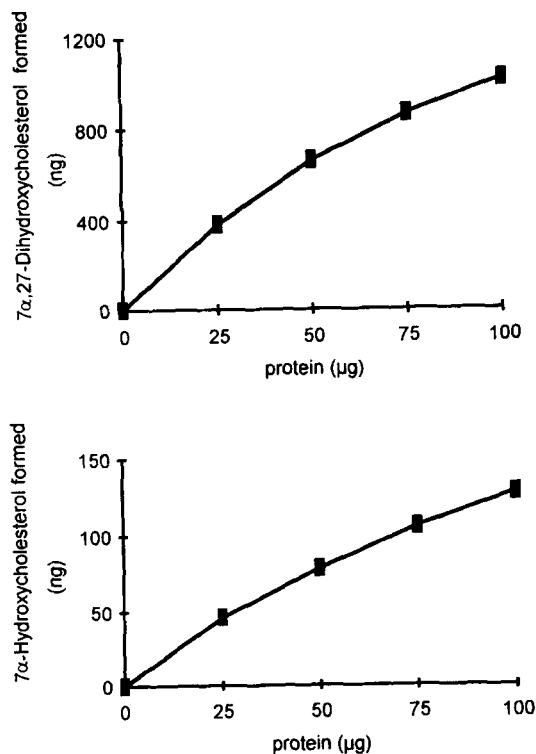 7α,27-Dihydroxycholesterol formed
(ng)
1200
800
400
0
0 25 50 75 100
protein (µg)
7α-Hydroxycholesterol formed
(ng)
150
100
50
0
0 25 50 75 100
protein (µg)